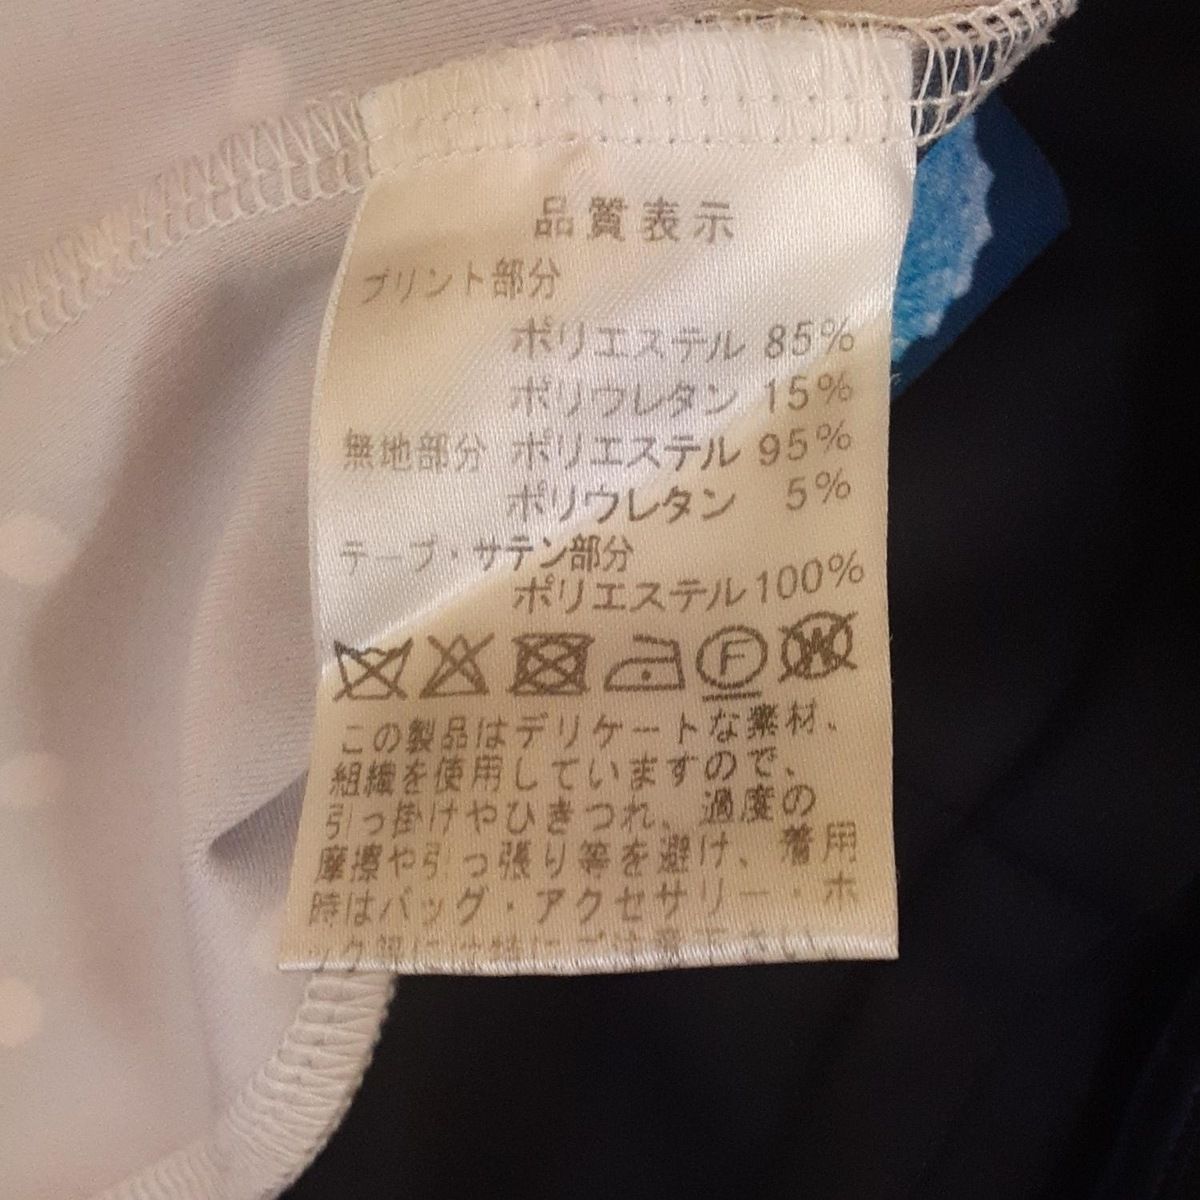 品質表示
プリント部分
ポリエステル 85%
ポリウレタン 15%
無地部分 ポリエステル 95%
ポリウレタン 5%
テープ・サテン部分
ポリエステル 100%
F W
この製品はデリケートな素材、
組織を使用していますので、
引っ掛けやひきつれ、過度の
摩擦や引っ張り等を避け、着用
時はバッグ・アクセサリー・ホ
ック